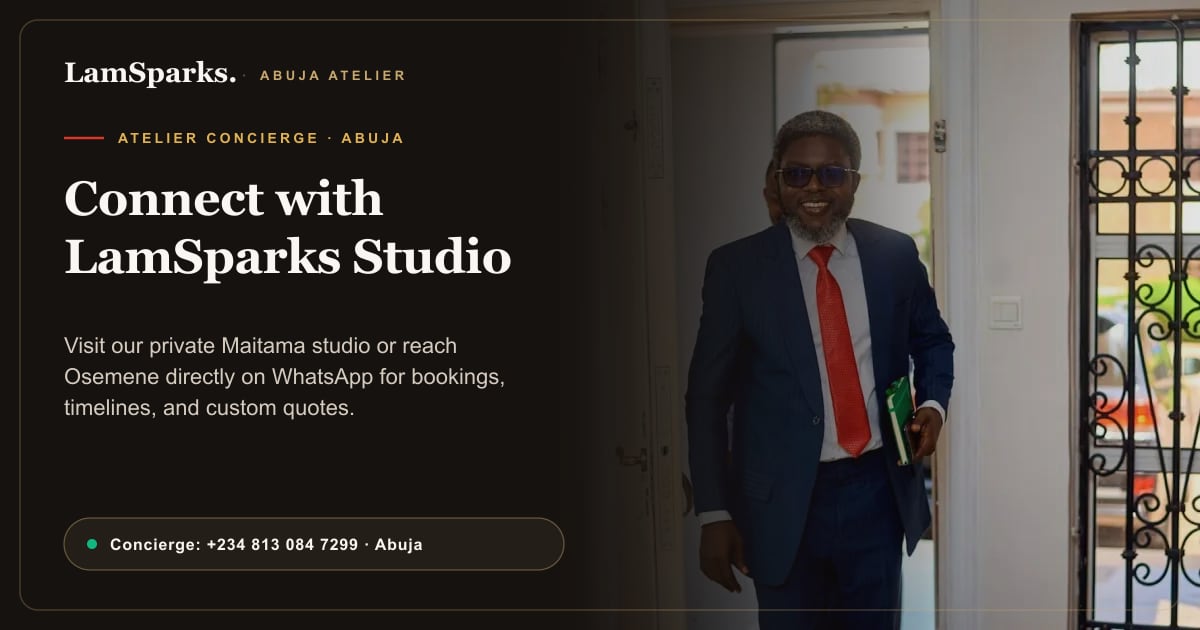 LamSparks. · ABUJA ATELIER
ATELIER CONCIERGE · ABUJA
Connect with
LamSparks Studio
Visit our private Maitama studio or reach
Osemene directly on WhatsApp for bookings,
timelines, and custom quotes.
Concierge: +234 813 084 7299 · Abuja